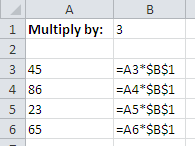 A B
1 Multiply by: 3
2
3 45 =A3*$B$1
4 86 =A4*$B$1
5 23 =A5*$B$1
6 65 =A6*$B$1